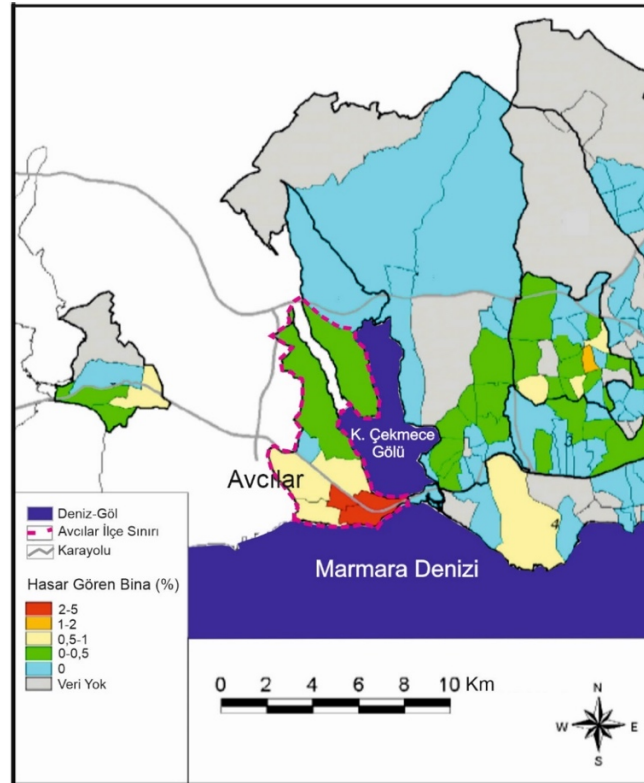 K. Çekmece
Gölü
Avcılar
Marmara Denizi
4
Deniz-Göl
Avcılar İlçe Sınırı
Karayolu
Hasar Gören Bina (%)
2-5
1-2
0,5-1
0-0,5
0
Veri Yok
0 2 4 6 8 10 Km
N
W E
S